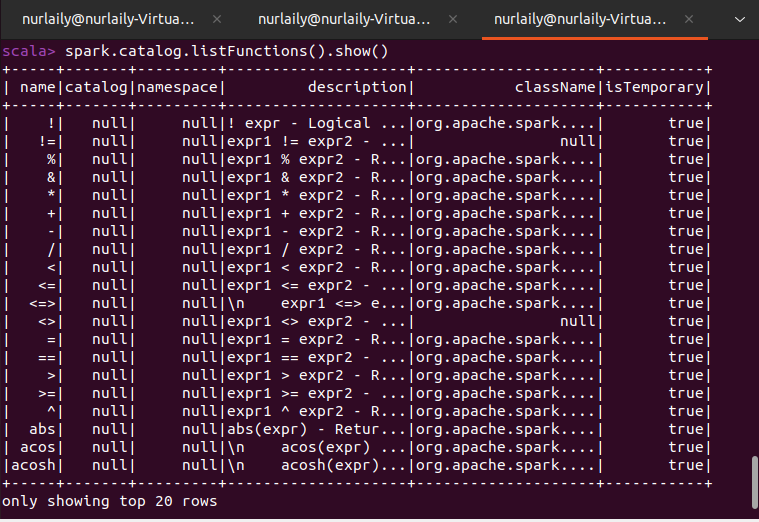 nurlaily@nurlaily-Virtua... × nurlaily@nurlaily-Virtua... × nurlaily@nurlaily-Virtua... ×
scala> spark.catalog.listFunctions().show()
+-----+-------+---------+--------------------+--------------------+-----------+
| name|catalog|namespace|         description|           className|isTemporary|
+-----+-------+---------+--------------------+--------------------+-----------+
|    !|   null|     null|! expr - Logical ...|org.apache.spark....|       true|
|   !=|   null|     null|expr1 != expr2 - ...|                null|       true|
|    %|   null|     null|expr1 % expr2 - R...|org.apache.spark....|       true|
|    &|   null|     null|expr1 & expr2 - R...|org.apache.spark....|       true|
|    *|   null|     null|expr1 * expr2 - R...|org.apache.spark....|       true|
|    +|   null|     null|expr1 + expr2 - R...|org.apache.spark....|       true|
|    -|   null|     null|expr1 - expr2 - R...|org.apache.spark....|       true|
|    /|   null|     null|expr1 / expr2 - R...|org.apache.spark....|       true|
|    <|   null|     null|expr1 < expr2 - R...|org.apache.spark....|       true|
|   <=|   null|     null|expr1 <= expr2 - ...|org.apache.spark....|       true|
|  <=>|   null|     null|\n    expr1 <=> e...|org.apache.spark....|       true|
|   <>|   null|     null|expr1 <> expr2 - ...|                null|       true|
|    =|   null|     null|expr1 = expr2 - R...|org.apache.spark....|       true|
|   ==|   null|     null|expr1 == expr2 - ...|org.apache.spark....|       true|
|    >|   null|     null|expr1 > expr2 - R...|org.apache.spark....|       true|
|   >=|   null|     null|expr1 >= expr2 - ...|org.apache.spark....|       true|
|    ^|   null|     null|expr1 ^ expr2 - R...|org.apache.spark....|       true|
|  abs|   null|     null|abs(expr) - Retur...|org.apache.spark....|       true|
| acos|   null|     null|\n    acos(expr) ...|org.apache.spark....|       true|
|acosh|   null|     null|\n    acosh(expr)...|org.apache.spark....|       true|
+-----+-------+---------+--------------------+--------------------+-----------+
only showing top 20 rows